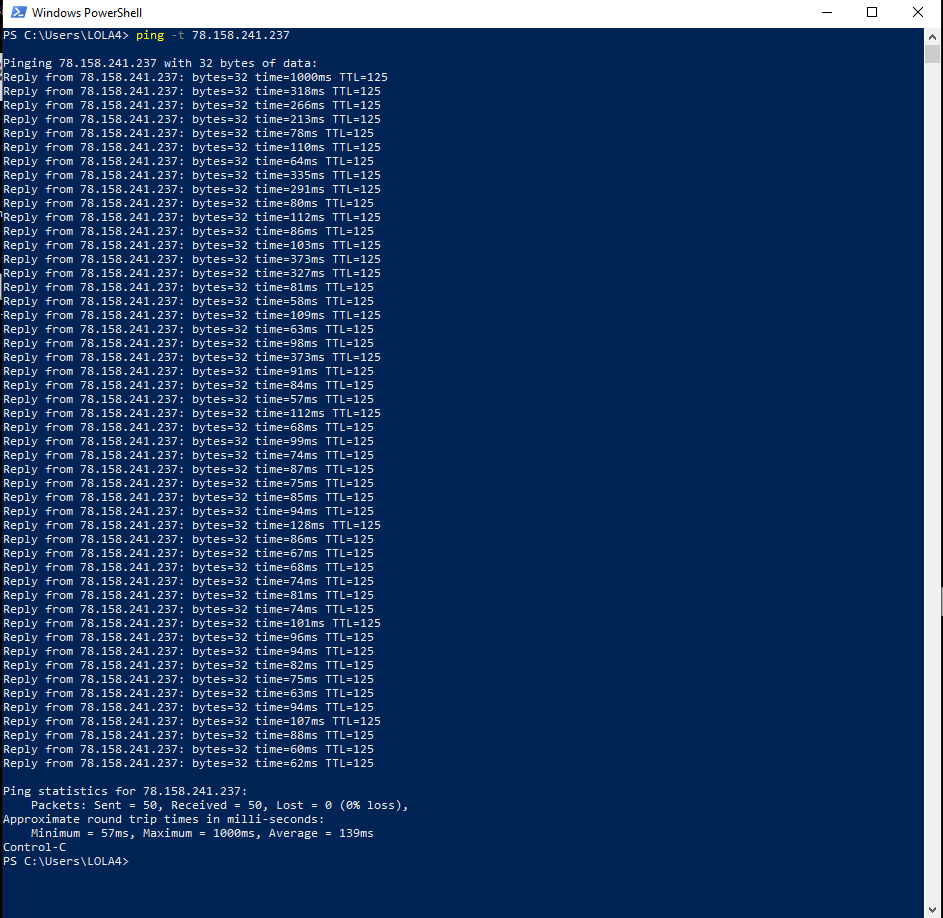 Windows PowerShell
PS C:\Users\LOLA4> ping -t 78.158.241.237
Pinging 78.158.241.237 with 32 bytes of data:
Reply from 78.158.241.237: bytes=32 time=1000ms TTL=125
Reply from 78.158.241.237: bytes=32 time=318ms TTL=125
Reply from 78.158.241.237: bytes=32 time=266ms TTL=125
Reply from 78.158.241.237: bytes=32 time=213ms TTL=125
Reply from 78.158.241.237: bytes=32 time=78ms TTL=125
Reply from 78.158.241.237: bytes=32 time=110ms TTL=125
Reply from 78.158.241.237: bytes=32 time=64ms TTL=125
Reply from 78.158.241.237: bytes=32 time=335ms TTL=125
Reply from 78.158.241.237: bytes=32 time=291ms TTL=125
Reply from 78.158.241.237: bytes=32 time=80ms TTL=125
Reply from 78.158.241.237: bytes=32 time=112ms TTL=125
Reply from 78.158.241.237: bytes=32 time=86ms TTL=125
Reply from 78.158.241.237: bytes=32 time=103ms TTL=125
Reply from 78.158.241.237: bytes=32 time=373ms TTL=125
Reply from 78.158.241.237: bytes=32 time=327ms TTL=125
Reply from 78.158.241.237: bytes=32 time=81ms TTL=125
Reply from 78.158.241.237: bytes=32 time=58ms TTL=125
Reply from 78.158.241.237: bytes=32 time=109ms TTL=125
Reply from 78.158.241.237: bytes=32 time=63ms TTL=125
Reply from 78.158.241.237: bytes=32 time=98ms TTL=125
Reply from 78.158.241.237: bytes=32 time=373ms TTL=125
Reply from 78.158.241.237: bytes=32 time=91ms TTL=125
Reply from 78.158.241.237: bytes=32 time=84ms TTL=125
Reply from 78.158.241.237: bytes=32 time=57ms TTL=125
Reply from 78.158.241.237: bytes=32 time=112ms TTL=125
Reply from 78.158.241.237: bytes=32 time=68ms TTL=125
Reply from 78.158.241.237: bytes=32 time=99ms TTL=125
Reply from 78.158.241.237: bytes=32 time=74ms TTL=125
Reply from 78.158.241.237: bytes=32 time=87ms TTL=125
Reply from 78.158.241.237: bytes=32 time=75ms TTL=125
Reply from 78.158.241.237: bytes=32 time=85ms TTL=125
Reply from 78.158.241.237: bytes=32 time=94ms TTL=125
Reply from 78.158.241.237: bytes=32 time=128ms TTL=125
Reply from 78.158.241.237: bytes=32 time=86ms TTL=125
Reply from 78.158.241.237: bytes=32 time=67ms TTL=125
Reply from 78.158.241.237: bytes=32 time=68ms TTL=125
Reply from 78.158.241.237: bytes=32 time=74ms TTL=125
Reply from 78.158.241.237: bytes=32 time=81ms TTL=125
Reply from 78.158.241.237: bytes=32 time=74ms TTL=125
Reply from 78.158.241.237: bytes=32 time=101ms TTL=125
Reply from 78.158.241.237: bytes=32 time=96ms TTL=125
Reply from 78.158.241.237: bytes=32 time=94ms TTL=125
Reply from 78.158.241.237: bytes=32 time=82ms TTL=125
Reply from 78.158.241.237: bytes=32 time=75ms TTL=125
Reply from 78.158.241.237: bytes=32 time=63ms TTL=125
Reply from 78.158.241.237: bytes=32 time=94ms TTL=125
Reply from 78.158.241.237: bytes=32 time=107ms TTL=125
Reply from 78.158.241.237: bytes=32 time=88ms TTL=125
Reply from 78.158.241.237: bytes=32 time=60ms TTL=125
Reply from 78.158.241.237: bytes=32 time=62ms TTL=125
Ping statistics for 78.158.241.237:
Packets: Sent = 50, Received = 50, Lost = 0 (0% loss),
Approximate round trip times in milli-seconds:
Minimum = 57ms, Maximum = 1000ms, Average = 139ms
Control-C
PS C:\Users\LOLA4>